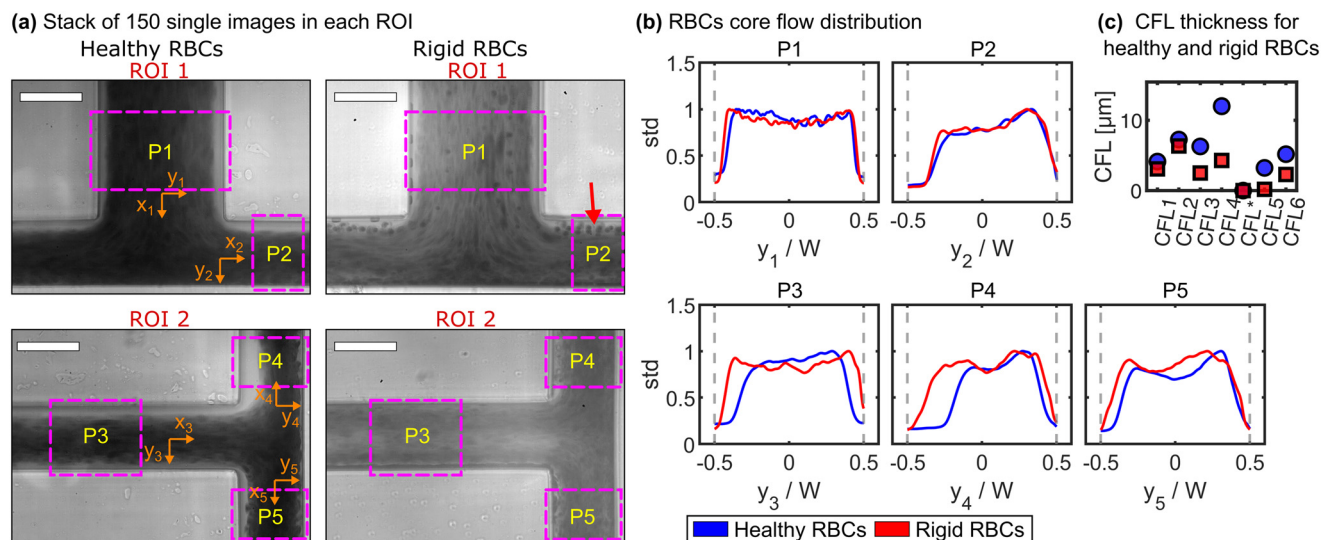 (a) Stack of 150 single images in each ROI
Healthy RBCs
Rigid RBCs
ROI 1
ROI 1
P1
y1
x1
x2
y2
P2
P1
P2
ROI 2
ROI 2
P4
x4
y4
P3
x3
y3
y5
x5
P5
P4
P3
P5
(b) RBCs core flow distribution
P1
P2
1.5
1
0.5
0
std
-0.5
0
0.5
y1 / W
-0.5
0
0.5
y2 / W
P3
P4
P5
1.5
1
0.5
0
std
-0.5
0
0.5
y3 / W
-0.5
0
0.5
y4 / W
-0.5
0
0.5
y5 / W
Healthy RBCs
Rigid RBCs
(c) CFL thickness for
healthy and rigid RBCs
CFL [μm]
10
0
CFL1
CFL2
CFL3
CFL4
CFL*
CFL5
CFL6